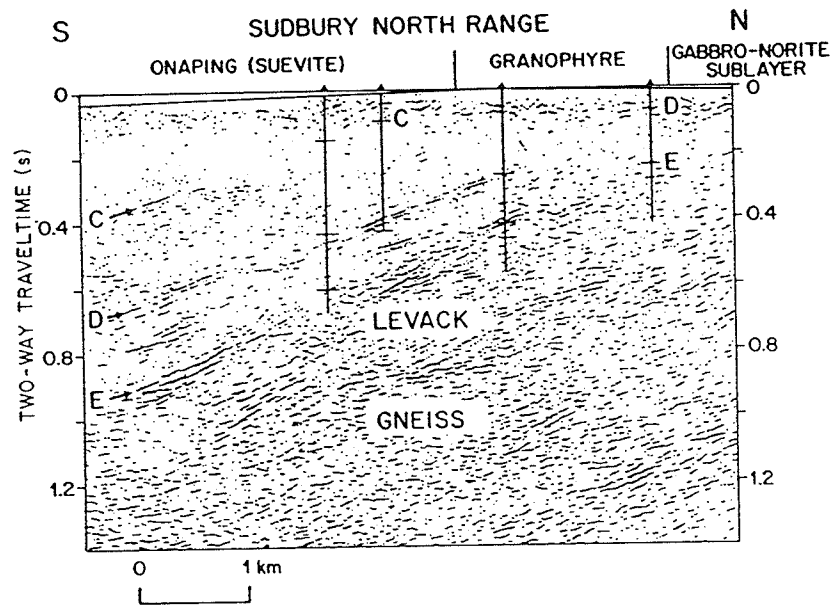 S
SUDBURY NORTH RANGE
N
ONAPING (SUEVITE)
GRANOPHYRE
GABBRO-NORITE
SUBLAYER
TWO-WAY TRAVELTIME (s)
0
0.4
0.8
1.2
0
0.4
0.8
1.2
C
D
E
C
D
E
LEVACK
GNEISS
0
1 km